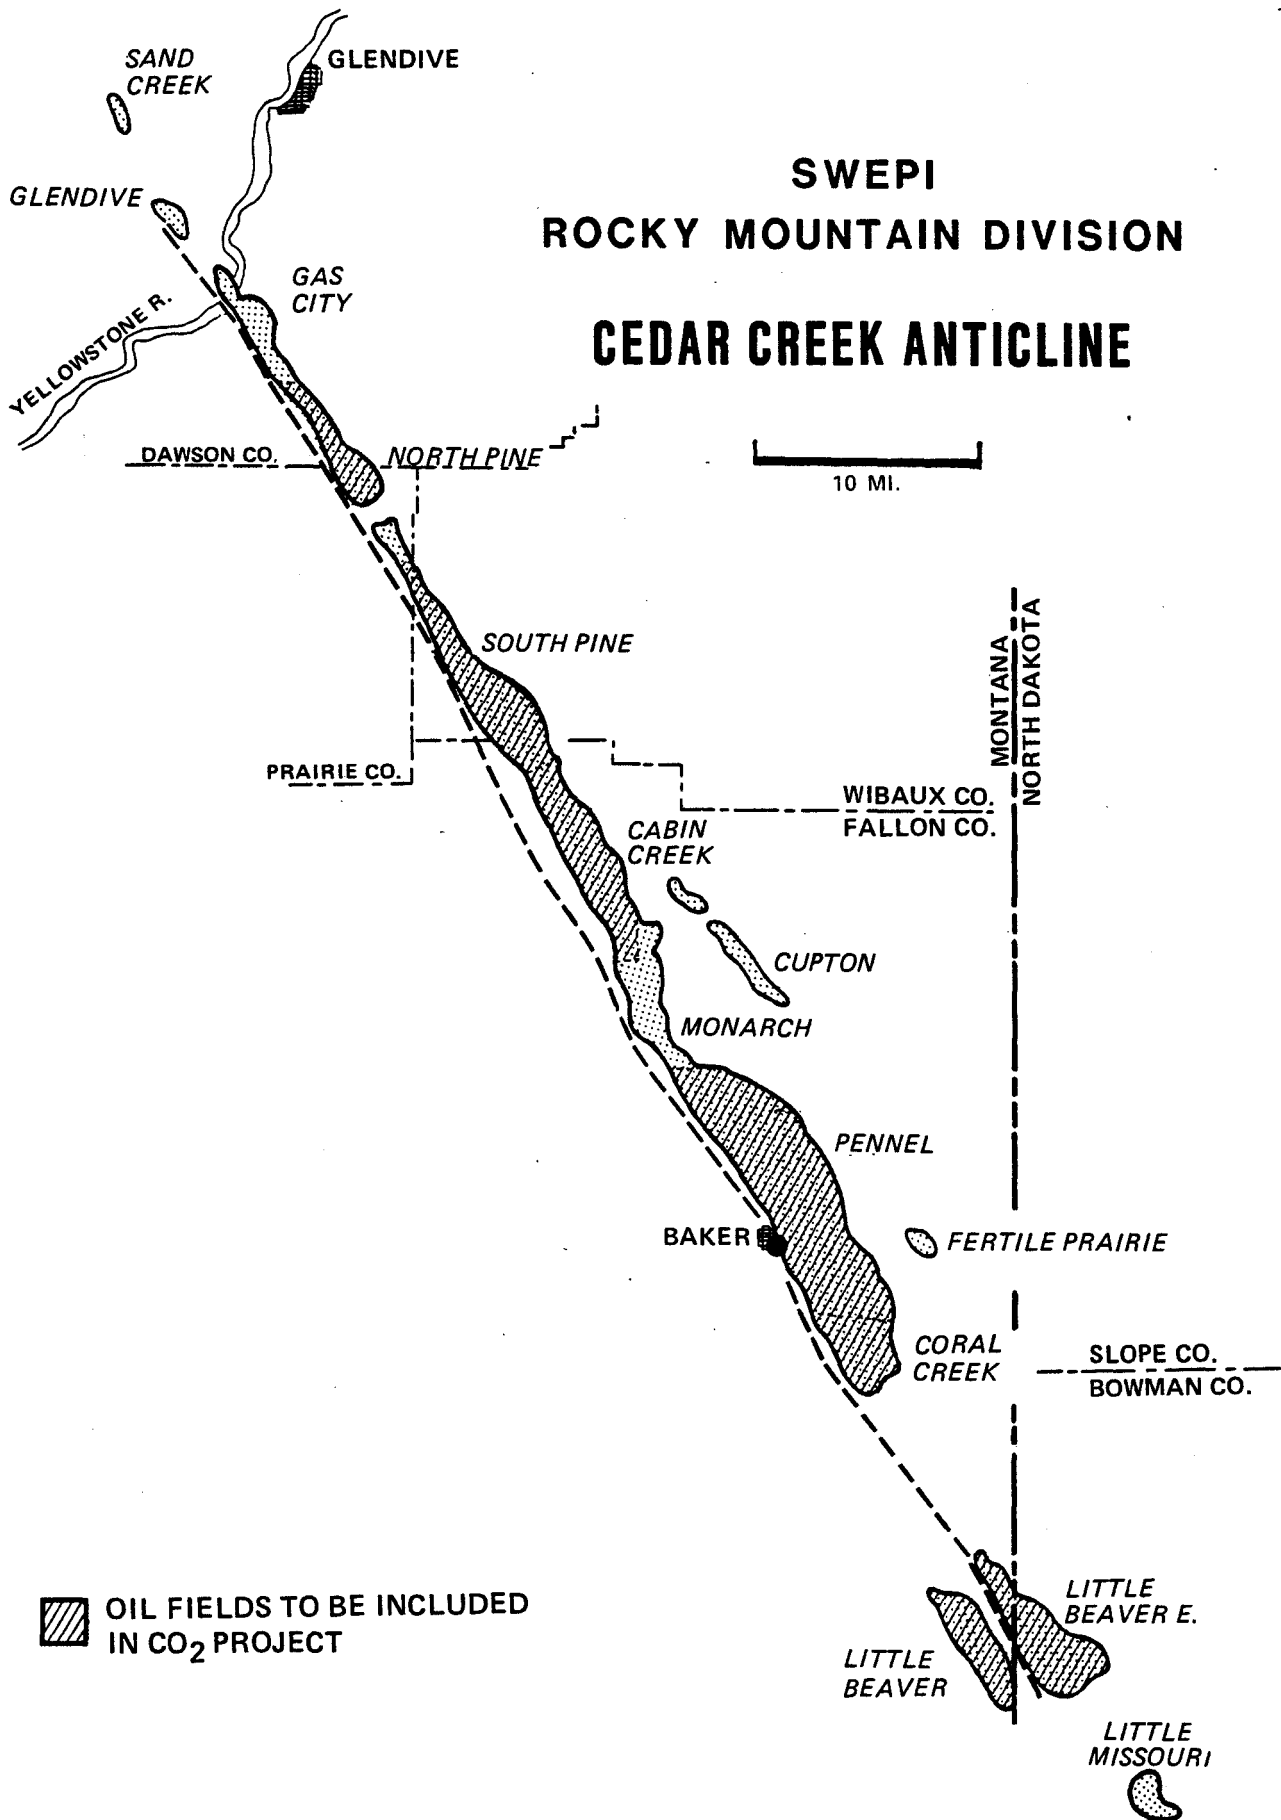 SAND
CREEK
GLENDIVE
GLENDIVE
SWEPI
ROCKY MOUNTAIN DIVISION
GAS
CITY
YELLOWSTONE R.
CEDAR CREEK ANTICLINE
DAWSON CO.
NORTH PINE
10 MI.
SOUTH PINE
MONTANA
NORTH DAKOTA
PRAIRIE CO.
WIBAUX CO.
FALLON CO.
CABIN
CREEK
CUPTON
MONARCH
PENNEL
BAKER
FERTILE PRAIRIE
CORAL
CREEK
SLOPE CO.
BOWMAN CO.
OIL FIELDS TO BE INCLUDED
IN CO2 PROJECT
LITTLE
BEAVER E.
LITTLE
BEAVER
LITTLE
MISSOURI